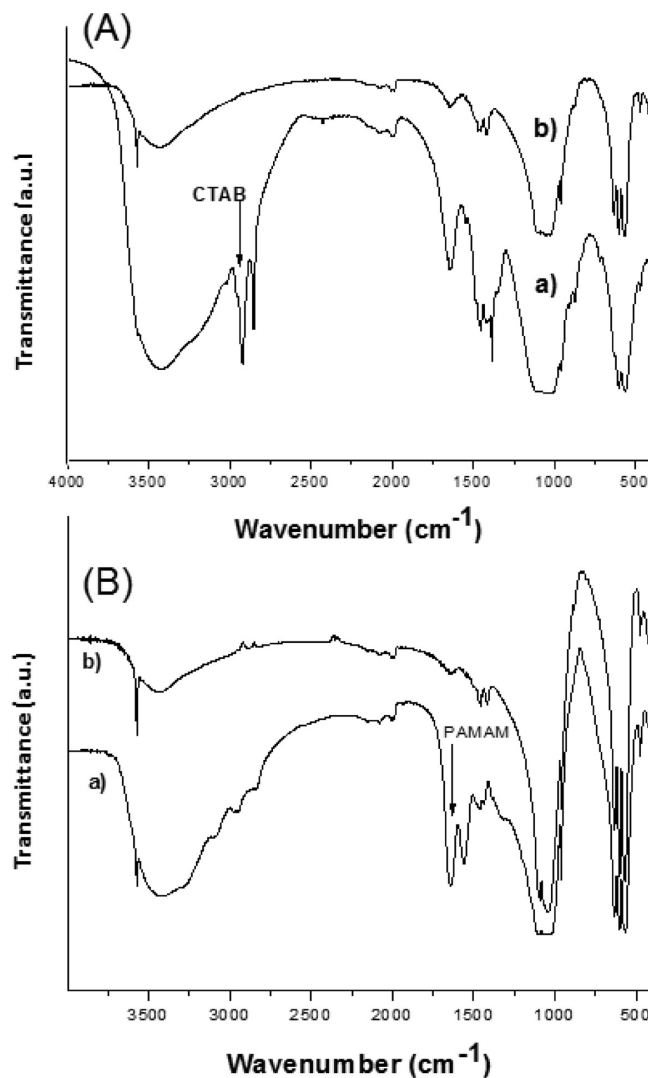 (A)
b)
CTAB
a)
Transmittance (a.u.)
4000 3500 3000 2500 2000 1500 1000 500
Wavenumber (cm-1)
(B)
b)
PAMAM
a)
Transmittance (a.u.)
3500 3000 2500 2000 1500 1000 500
Wavenumber (cm-1)